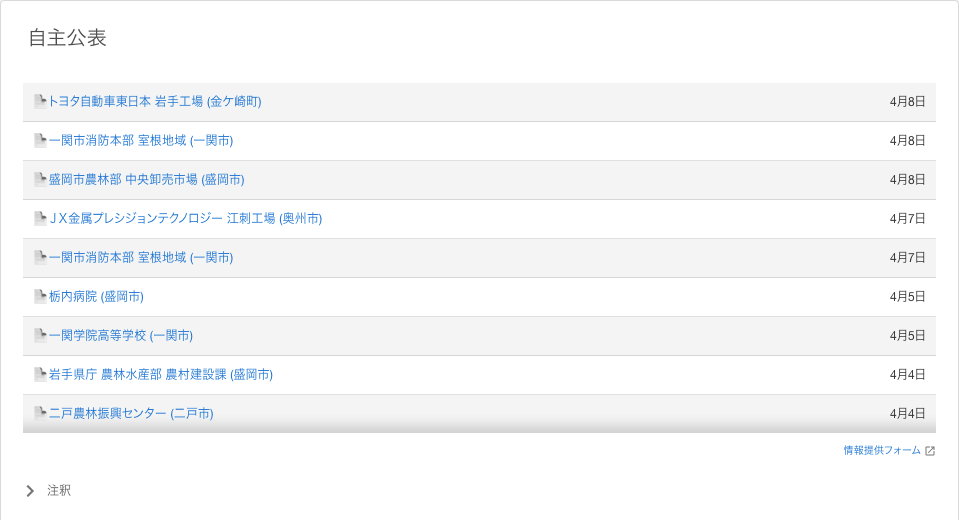 自主公表
トヨタ自動車東日本 岩手工場 (金ケ崎町) 4月8日
一関市消防本部 室根地域 (一関市) 4月8日
盛岡市農林部 中央卸売市場 (盛岡市) 4月8日
ＪＸ金属プレシジョンテクノロジー 江刺工場 (奥州市) 4月7日
一関市消防本部 室根地域 (一関市) 4月7日
栃内病院 (盛岡市) 4月5日
一関学院高等学校 (一関市) 4月5日
岩手県庁 農林水産部 農村建設課 (盛岡市) 4月4日
二戸農林振興センター (二戸市) 4月4日
情報提供フォーム
注釈